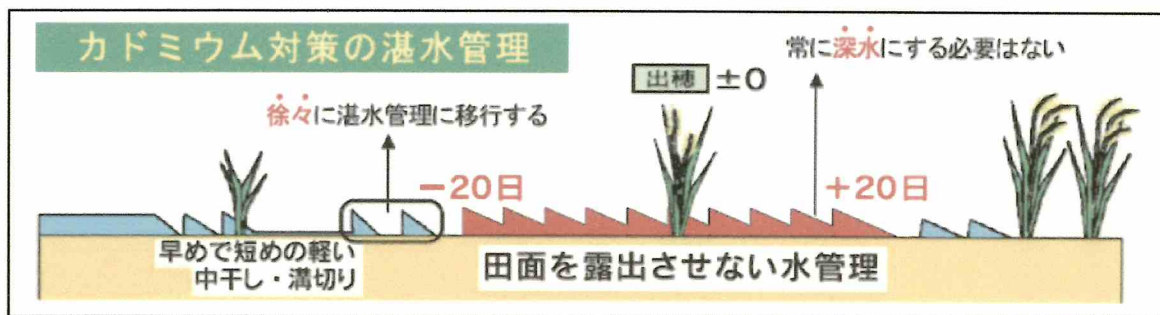 カドミウム対策の湛水管理
常に深水にする必要はない
出穂 ±0
徐々に湛水管理に移行する
−20日
+20日
早めで短めの軽い
中干し・溝切り
田面を露出させない水管理